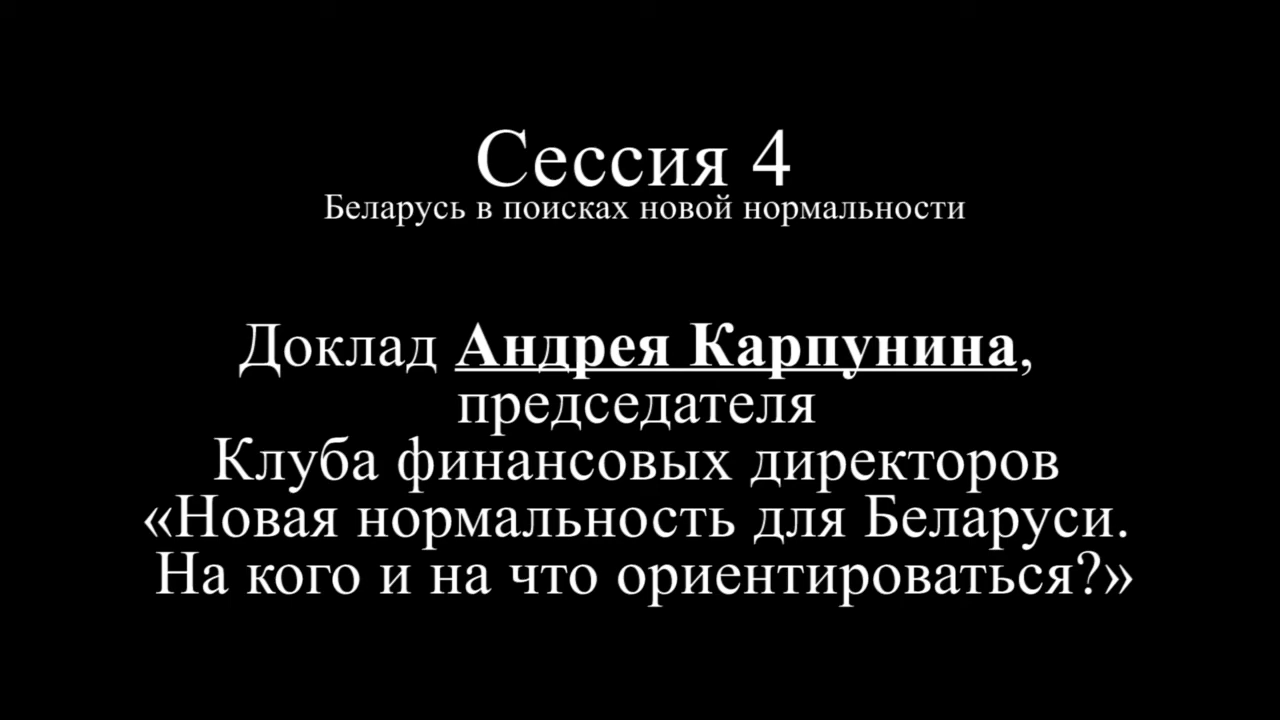 Сессия 4
Беларусь в поисках новой нормальности
Доклад Андрея Карпунина,
председателя
Клуба финансовых директоров
«Новая нормальность для Беларуси.
На кого и на что ориентироваться?»